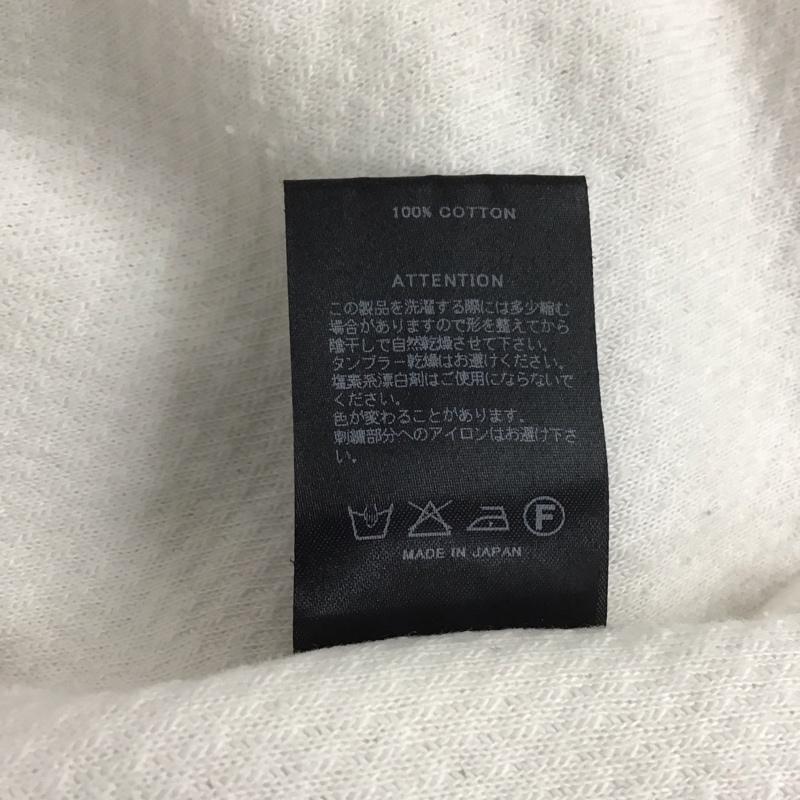 100% COTTON
ATTENTION
この製品を洗濯する際には多少縮む
場合がありますので形を整えてから
陰干しで自然乾燥させて下さい。
タンブラー乾燥はお避けください。
塩素系漂白剤はご使用にならないで
ください。
色が変わることがあります。
刺繍部分へのアイロンはお避け下さ
い。
F
MADE IN JAPAN